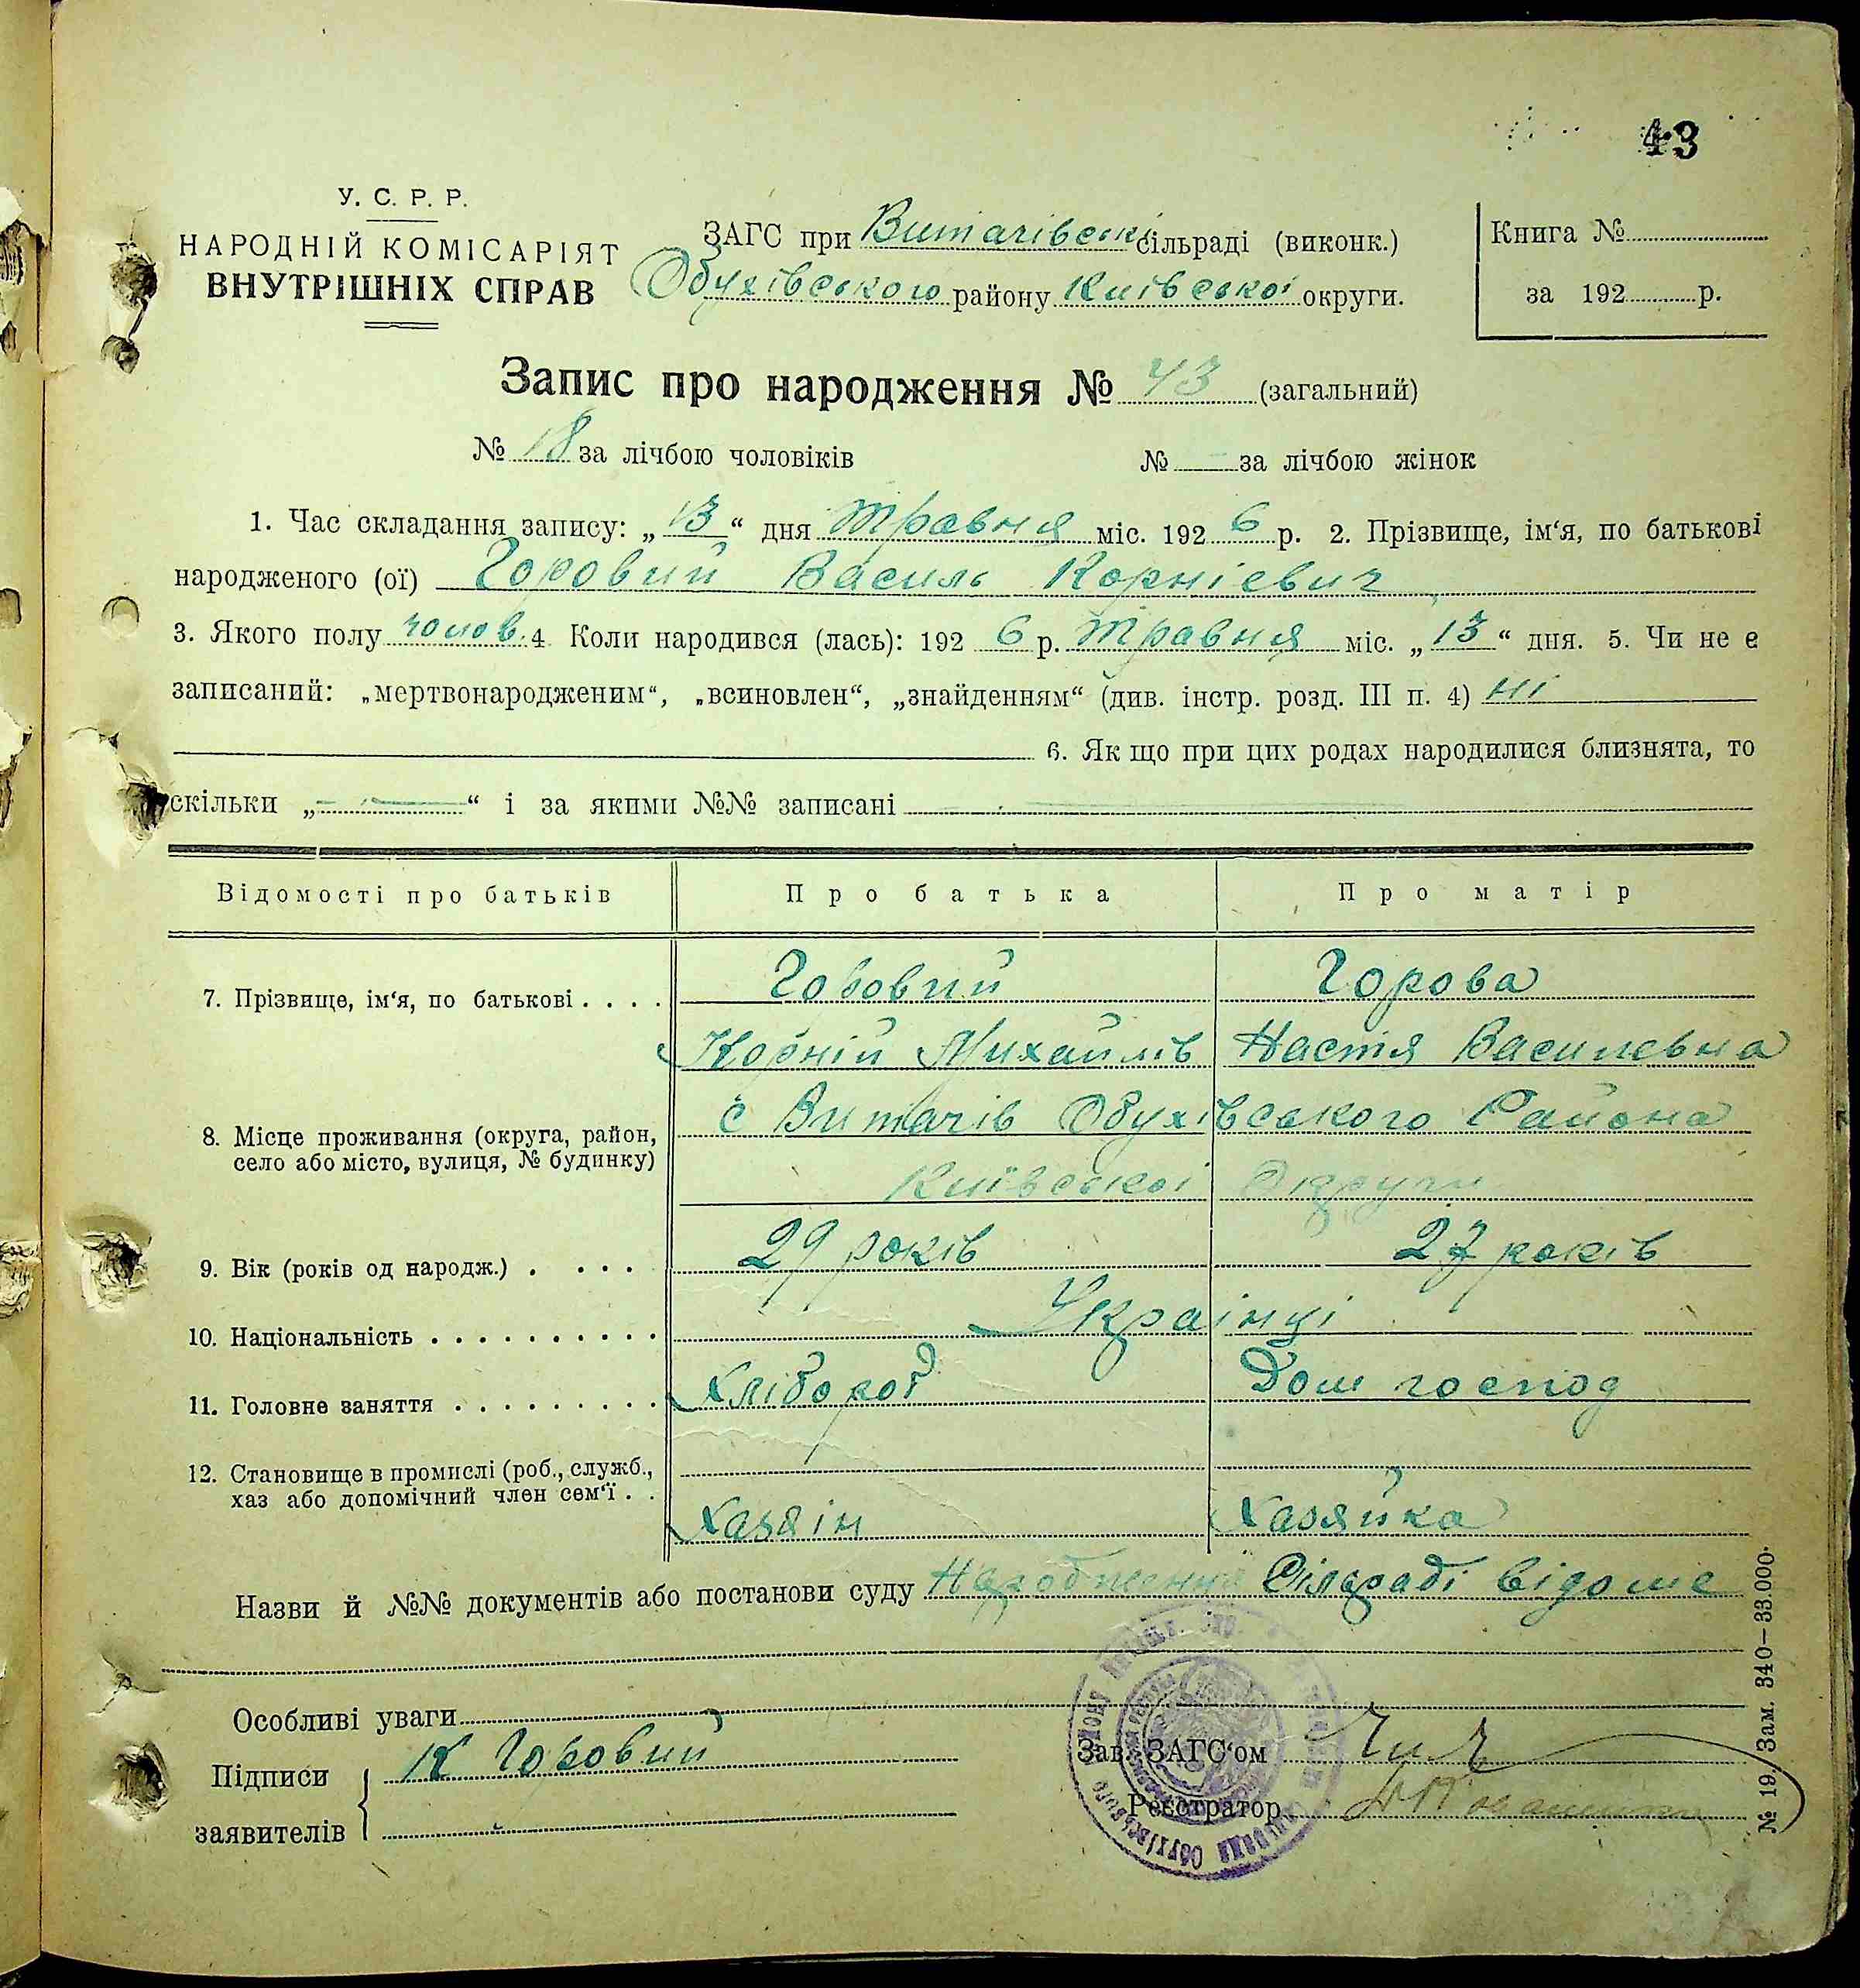 43
У. С. Р. Р.
НАРОДНІЙ КОМІСАРІЯТ
ВНУТРІШНІХ СПРАВ
ЗАГС при Витачівські сільраді (виконк.)
Обухівського району Київської округи.
Книга №
за 192 р.
Запис про народження № 43 (загальний)
№ 18 за лічбою чоловіків № — за лічбою жінок
1. Час складання запису: „13“ дня травня міс. 1926 р. 2. Прізвище, ім‘я, по батькові
народженого (ої) Горовий Василь Корнієвич
3. Якого полу чолов. 4. Коли народився (лась): 1926 р. травня міс. „13“ дня. 5. Чи не є
записаний: „мертвонародженим“, „всиновлен“, „знайденням“ (див. інстр. розд. III п. 4) ні
6. Як що при цих родах народилися близнята, то
скільки „—“ і за якими №№ записані —
Відомості про батьків Про батька Про матір
7. Прізвище, ім‘я, по батькові . . . . Горовий Горова
Корній Михайлів Настя Василевна
8. Місце проживання (округа, район, село або місто, вулиця, № будинку) с Витачів Обухівського Района
Київської Округи
9. Вік (років од народж.) . . . . 29 років 27 років
10. Національність . . . . . . . . . . Українці
11. Головне заняття . . . . . . . . . Хлібороб Дом господ
12. Становище в промислі (роб., служб.,
хаз або допомічний член сем‘ї . . Хазяін Хазяйка
Назви й №№ документів або постанови суду Народження Сільраді відоме
Особливі уваги
Підписи К Горовий
заявителів
Зав. ЗАГС‘ом
Реєстратор
№ 19. Зам. 340—33.000.